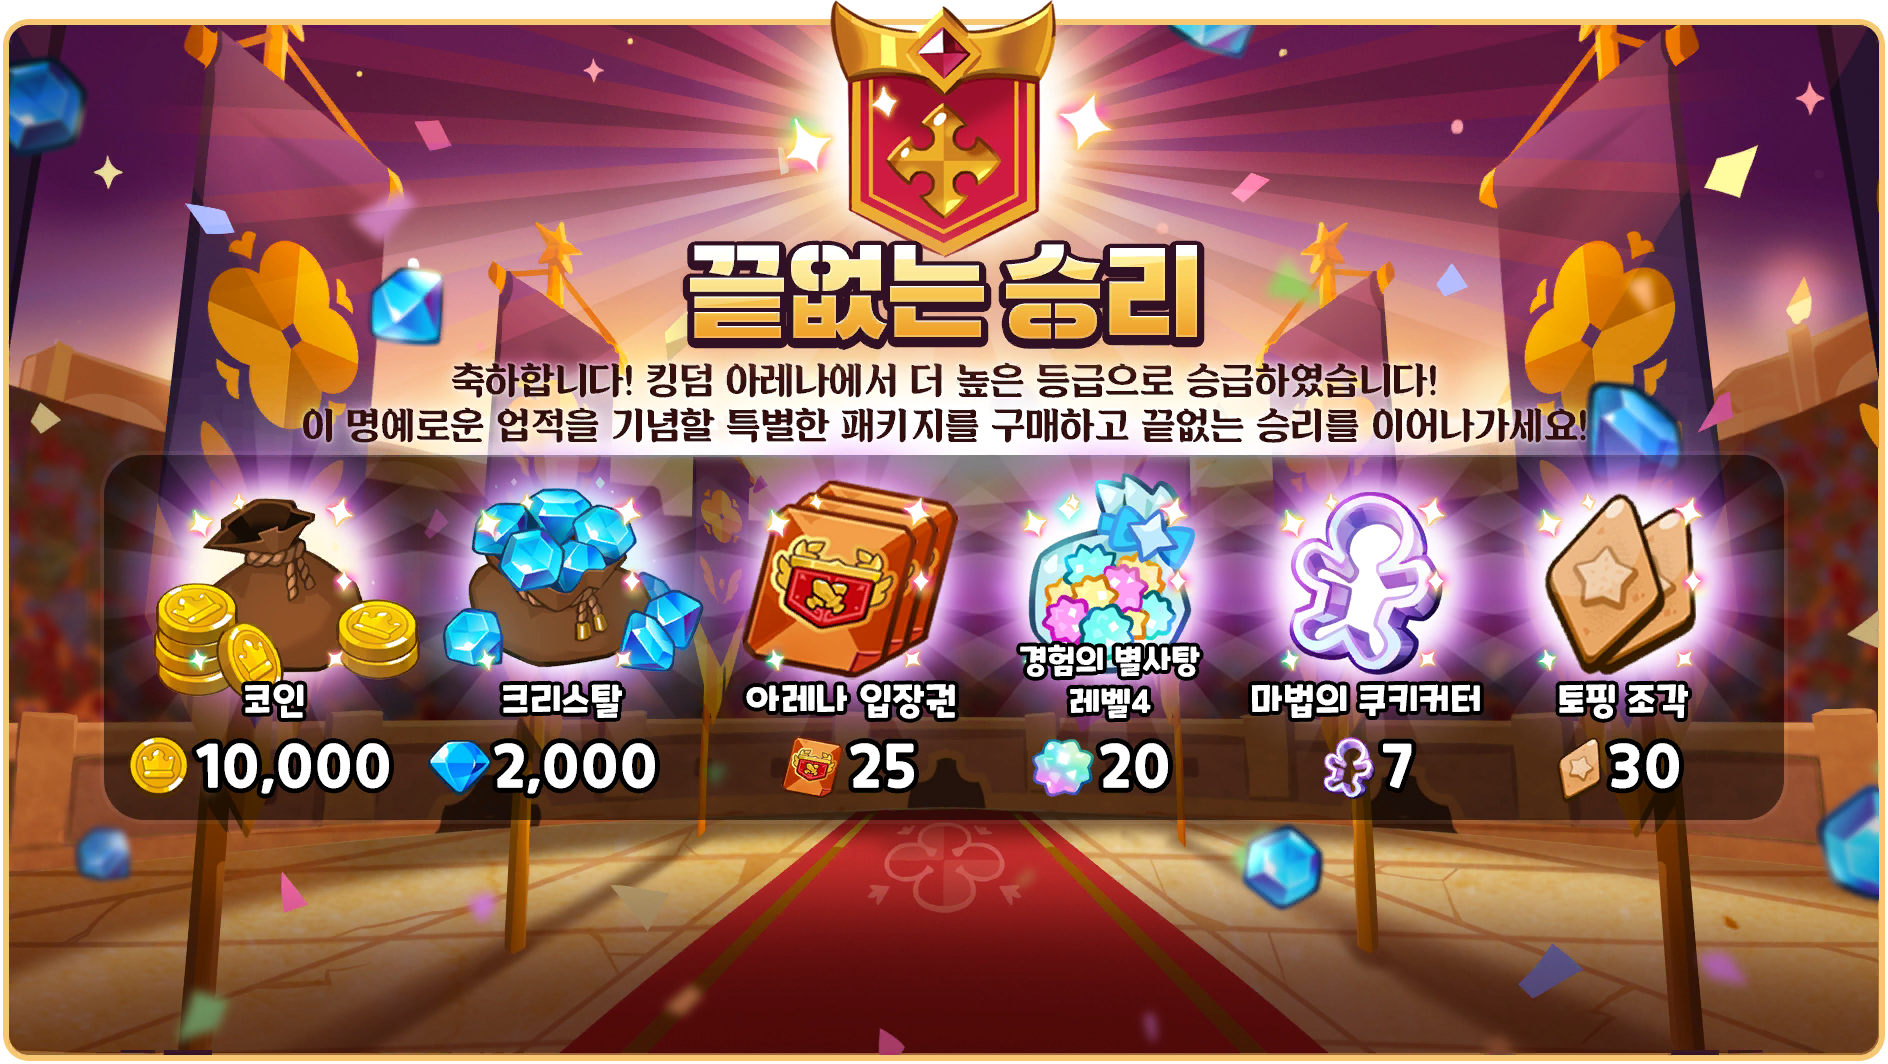 끝없는 승리
축하합니다! 킹덤 아레나에서 더 높은 등급으로 승급하였습니다!
이 명예로운 업적을 기념할 특별한 패키지를 구매하고 끝없는 승리를 이어나가세요!
코인
10,000
크리스탈
2,000
아레나 입장권
25
경험의 별사탕
레벨4
20
마법의 쿠키커터
7
토핑 조각
30